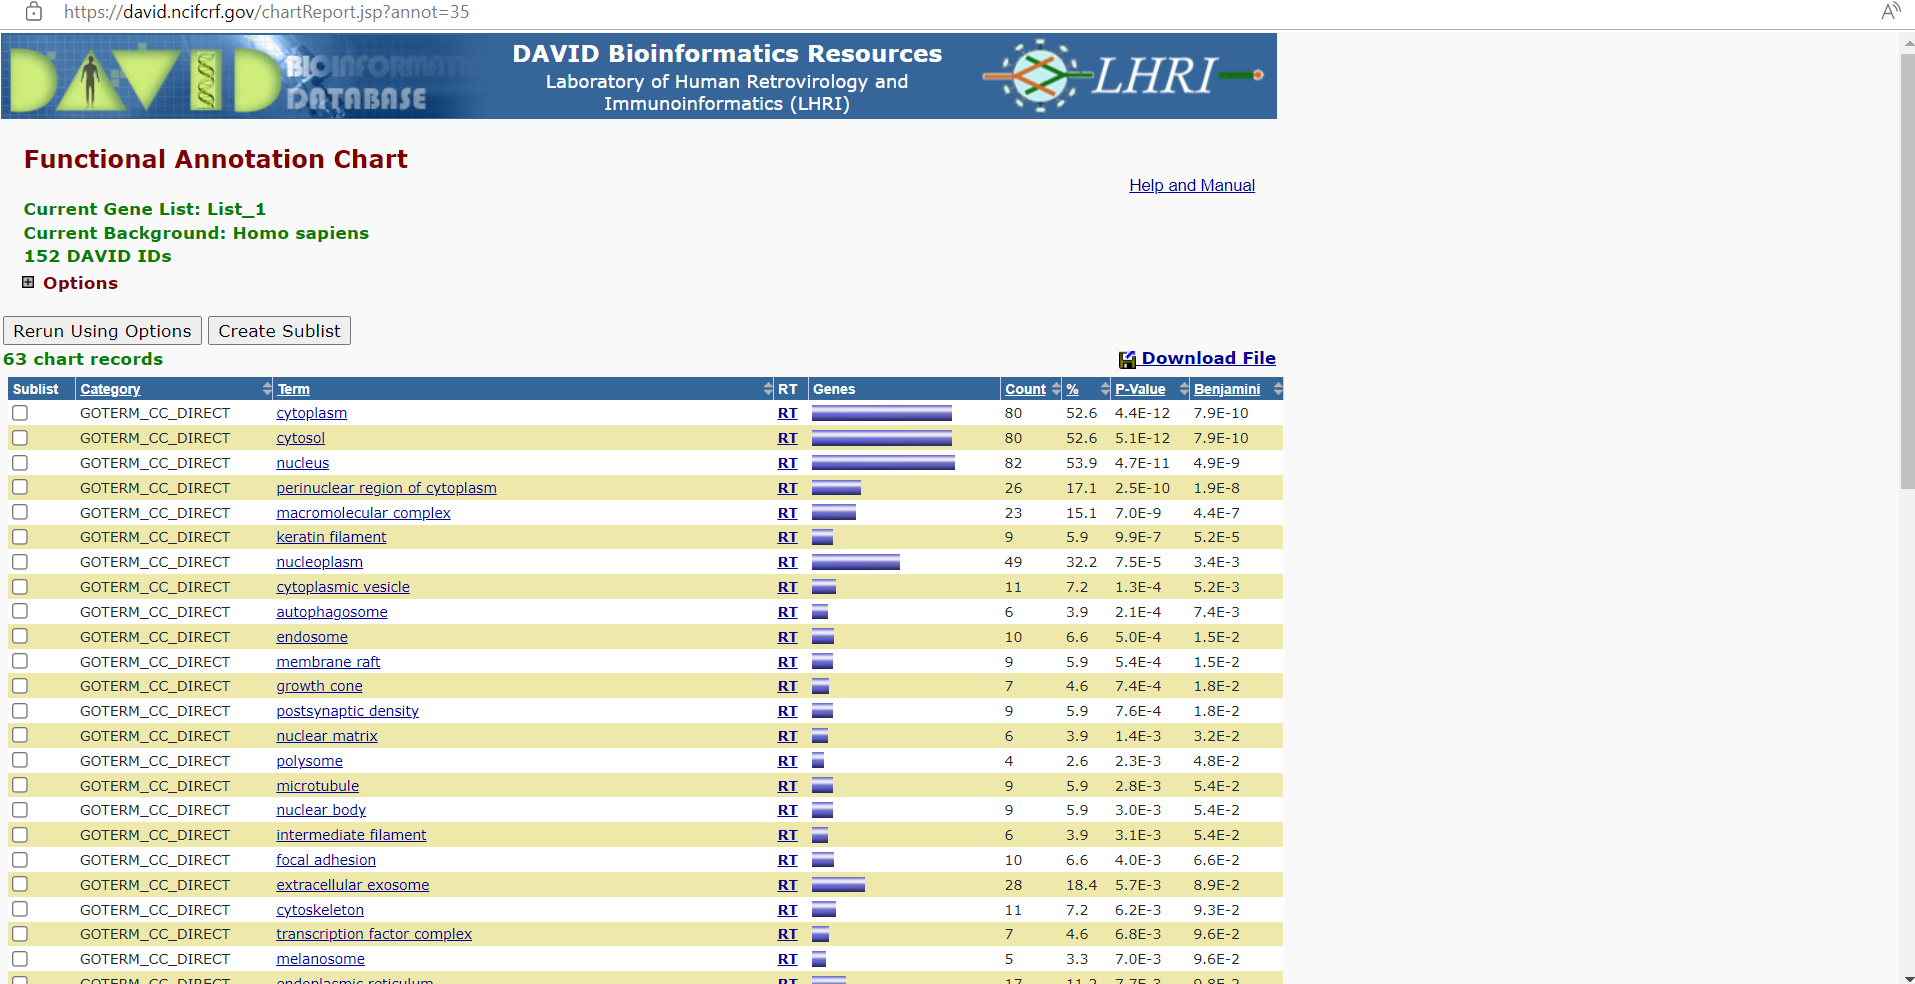 https://david.ncifcrf.gov/chartReport.jsp?annot=35
DAVID BIOINFORMATICS DATABASE
DAVID Bioinformatics Resources
Laboratory of Human Retrovirology and
Immunoinformatics (LHRI)
LHRI
Functional Annotation Chart
Help and Manual
Current Gene List: List_1
Current Background: Homo sapiens
152 DAVID IDs
Options
Rerun Using Options Create Sublist
63 chart records Download File
Sublist Category Term RT Genes Count % P-Value Benjamini
GOTERM_CC_DIRECT cytoplasm RT 80 52.6 4.4E-12 7.9E-10
GOTERM_CC_DIRECT cytosol RT 80 52.6 5.1E-12 7.9E-10
GOTERM_CC_DIRECT nucleus RT 82 53.9 4.7E-11 4.9E-9
GOTERM_CC_DIRECT perinuclear region of cytoplasm RT 26 17.1 2.5E-10 1.9E-8
GOTERM_CC_DIRECT macromolecular complex RT 23 15.1 7.0E-9 4.4E-7
GOTERM_CC_DIRECT keratin filament RT 9 5.9 9.9E-7 5.2E-5
GOTERM_CC_DIRECT nucleoplasm RT 49 32.2 7.5E-5 3.4E-3
GOTERM_CC_DIRECT cytoplasmic vesicle RT 11 7.2 1.3E-4 5.2E-3
GOTERM_CC_DIRECT autophagosome RT 6 3.9 2.1E-4 7.4E-3
GOTERM_CC_DIRECT endosome RT 10 6.6 5.0E-4 1.5E-2
GOTERM_CC_DIRECT membrane raft RT 9 5.9 5.4E-4 1.5E-2
GOTERM_CC_DIRECT growth cone RT 7 4.6 7.4E-4 1.8E-2
GOTERM_CC_DIRECT postsynaptic density RT 9 5.9 7.6E-4 1.8E-2
GOTERM_CC_DIRECT nuclear matrix RT 6 3.9 1.4E-3 3.2E-2
GOTERM_CC_DIRECT polysome RT 4 2.6 2.3E-3 4.8E-2
GOTERM_CC_DIRECT microtubule RT 9 5.9 2.8E-3 5.4E-2
GOTERM_CC_DIRECT nuclear body RT 9 5.9 3.0E-3 5.4E-2
GOTERM_CC_DIRECT intermediate filament RT 6 3.9 3.1E-3 5.4E-2
GOTERM_CC_DIRECT focal adhesion RT 10 6.6 4.0E-3 6.6E-2
GOTERM_CC_DIRECT extracellular exosome RT 28 18.4 5.7E-3 8.9E-2
GOTERM_CC_DIRECT cytoskeleton RT 11 7.2 6.2E-3 9.3E-2
GOTERM_CC_DIRECT transcription factor complex RT 7 4.6 6.8E-3 9.6E-2
GOTERM_CC_DIRECT melanosome RT 5 3.3 7.0E-3 9.6E-2
GOTERM_CC_DIRECT endoplasmic reticulum RT 17 11.2 7.7E-3 9.8E-2